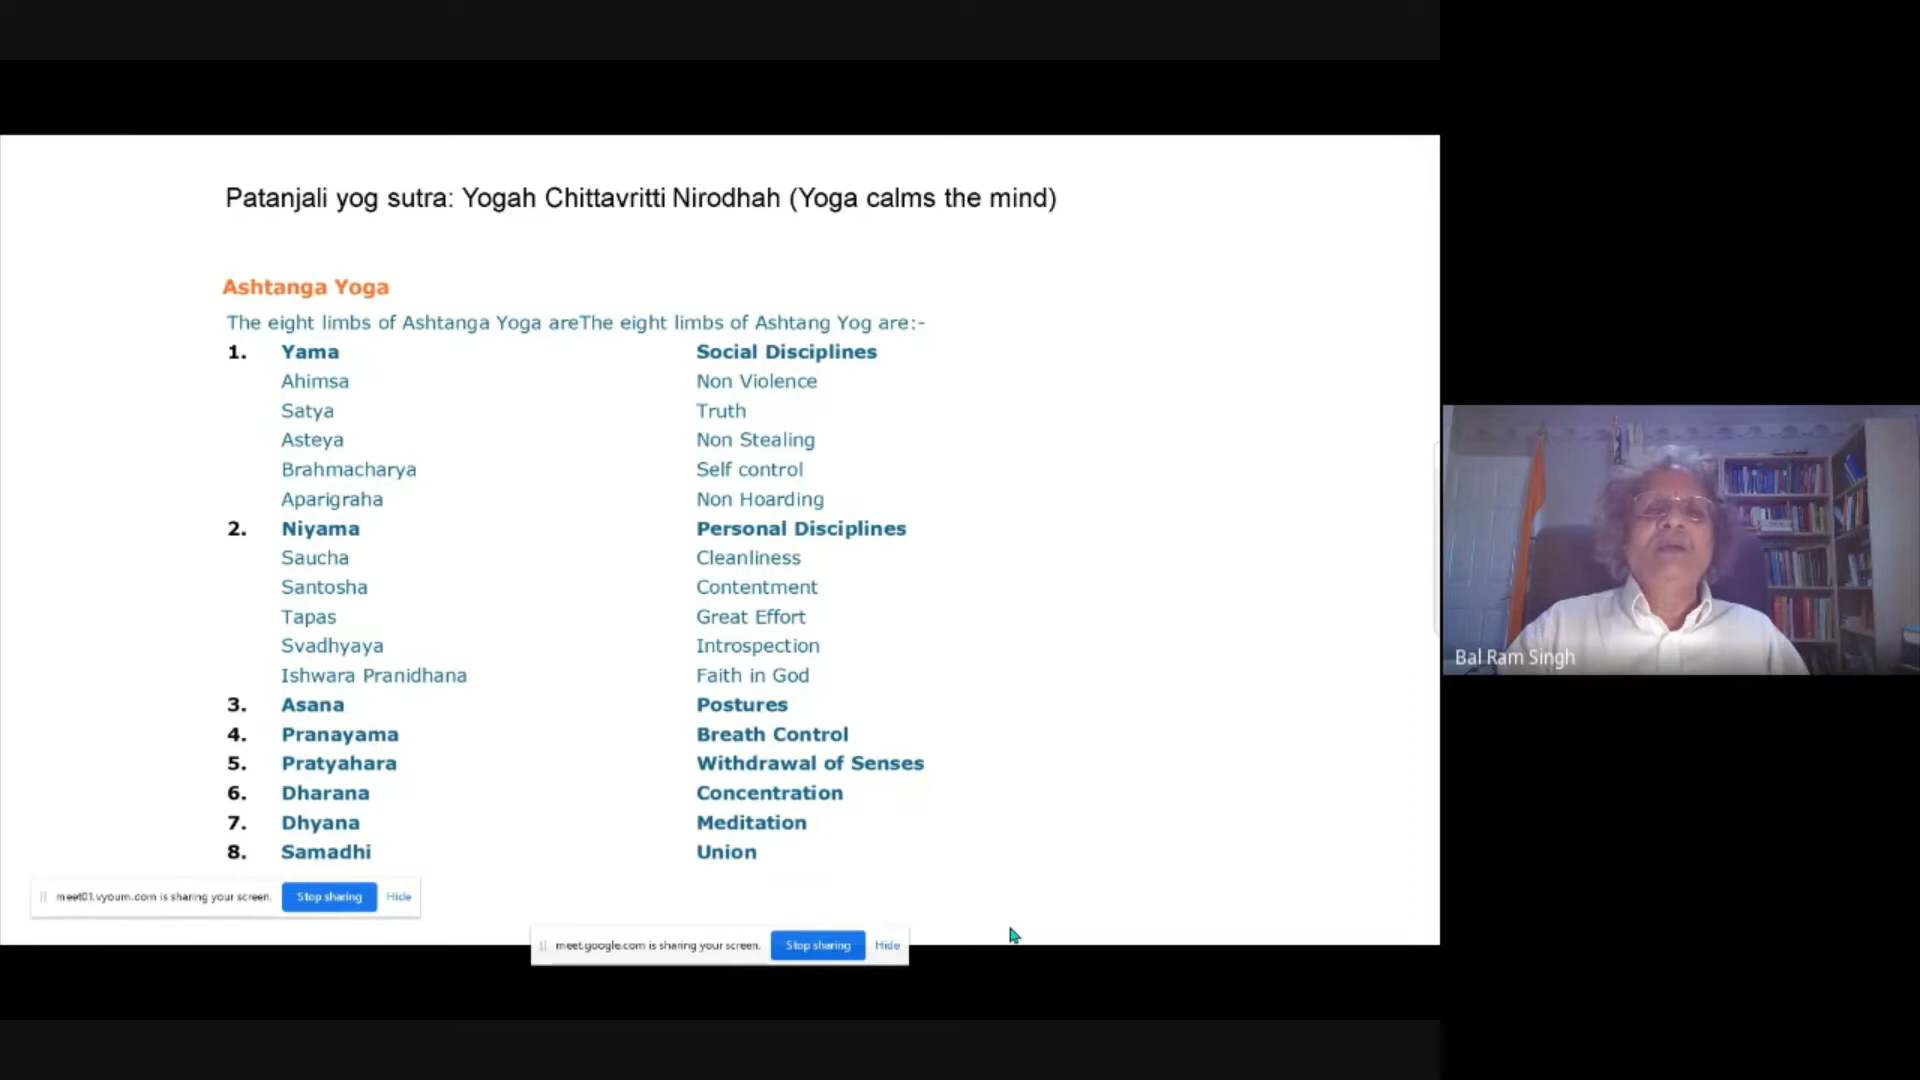 Patanjali yog sutra: Yogah Chittavritti Nirodhah (Yoga calms the mind)
Ashtanga Yoga
The eight limbs of Ashtanga Yoga areThe eight limbs of Ashtang Yog are:-
1. Yama Social Disciplines
Ahimsa Non Violence
Satya Truth
Asteya Non Stealing
Brahmacharya Self control
Aparigraha Non Hoarding
2. Niyama Personal Disciplines
Saucha Cleanliness
Santosha Contentment
Tapas Great Effort
Svadhyaya Introspection
Ishwara Pranidhana Faith in God
3. Asana Postures
4. Pranayama Breath Control
5. Pratyahara Withdrawal of Senses
6. Dharana Concentration
7. Dhyana Meditation
8. Samadhi Union
meet01.vyoum.com is sharing your screen. Stop sharing Hide
meet.google.com is sharing your screen. Stop sharing Hide
Bal Ram Singh